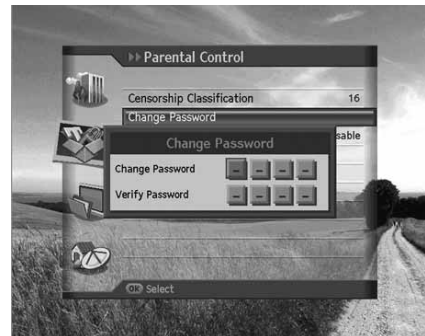 Parental Control
Censorship Classification 16
Change Password
sable
Change Password
Change Password - - - -
Verify Password - - - -
OK Select